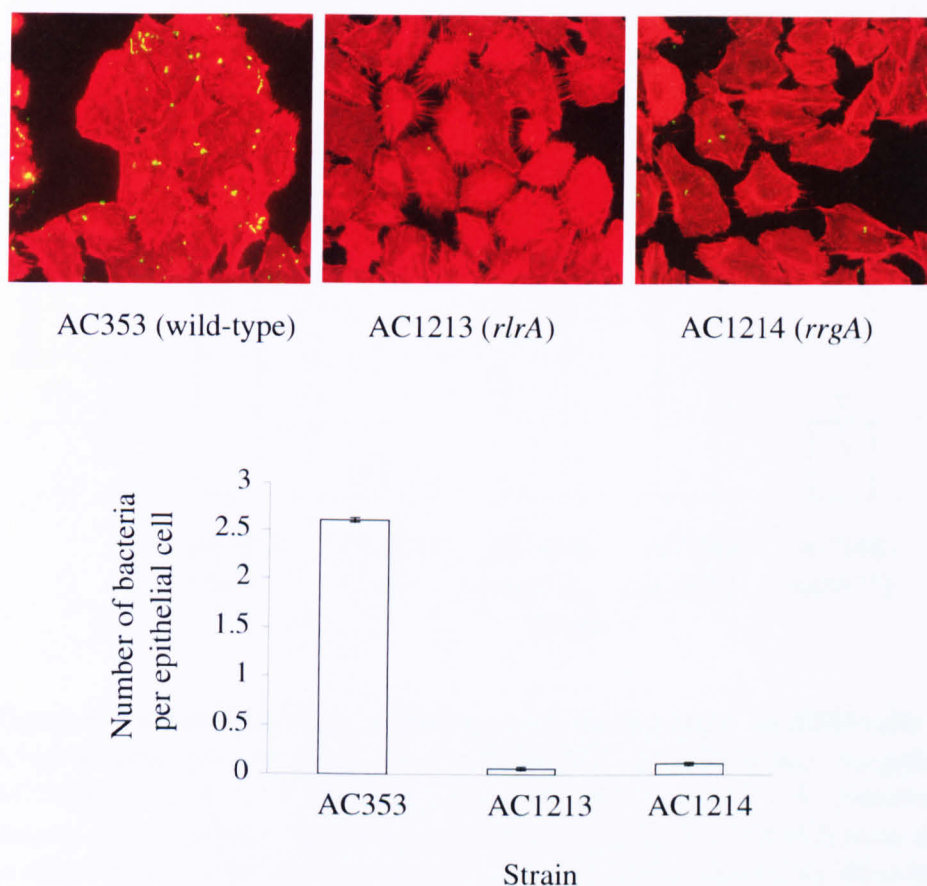 AC353 (wild-type)
AC1213 (rlrA)
AC1214 (rrgA)
Number of bacteria
per epithelial cell
3
2.5
2
1.5
1
0.5
0
AC353
AC1213
AC1214
Strain